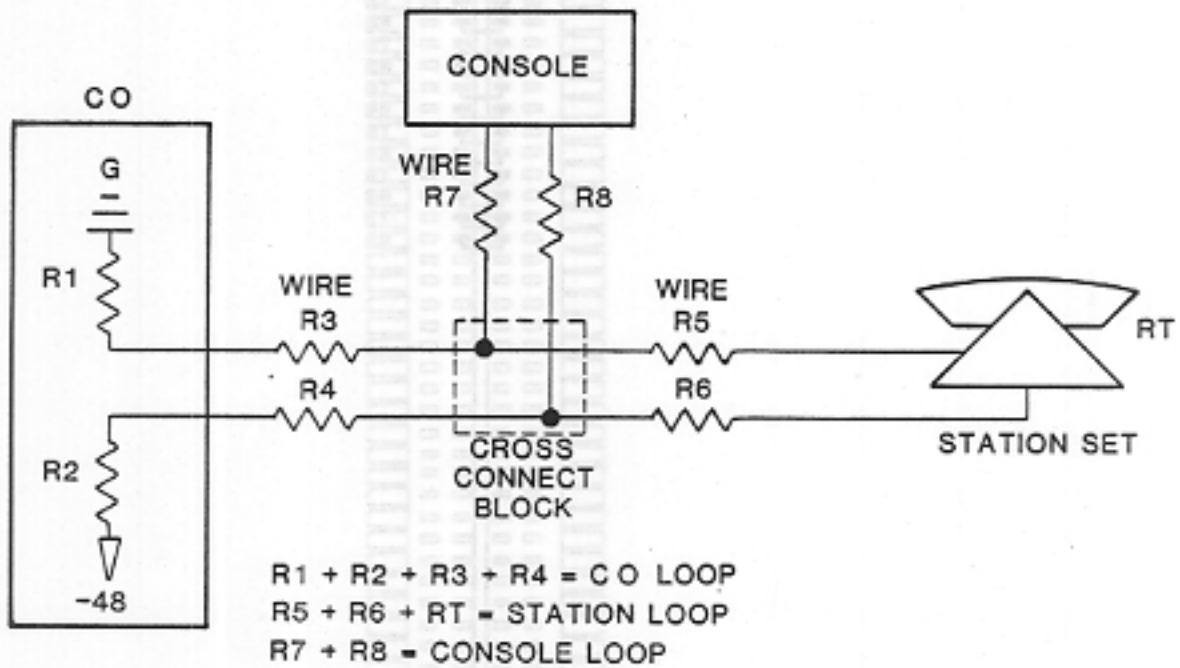 CONSOLE
CO
G
WIRE
R7
R8
R1
WIRE
R3
WIRE
R5
RT
R4
R6
R2
CROSS
CONNECT
BLOCK
STATION SET
-48
R1 + R2 + R3 + R4 = CO LOOP
R5 + R6 + RT = STATION LOOP
R7 + R8 = CONSOLE LOOP